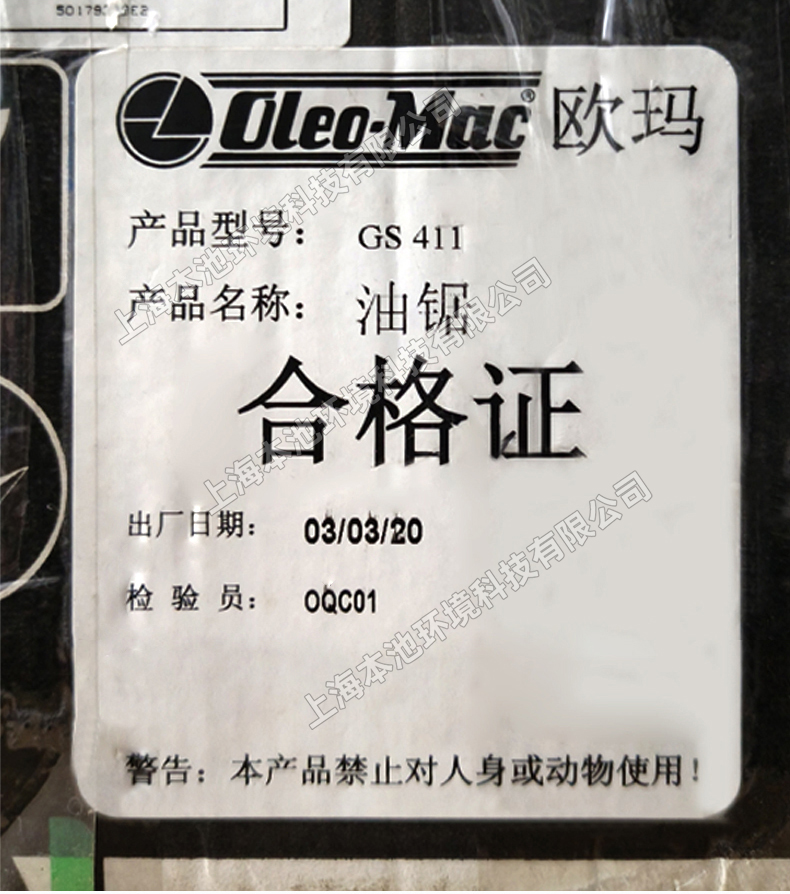 Oleo-Mac® 欧玛
产品型号： GS 411
产品名称： 油锯
合格证
出厂日期： 03/03/20
检验员： OQC01
警告：本产品禁止对人身或动物使用！
上海本池环境科技有限公司
上海本池环境科技有限公司
上海本池环境科技有限公司